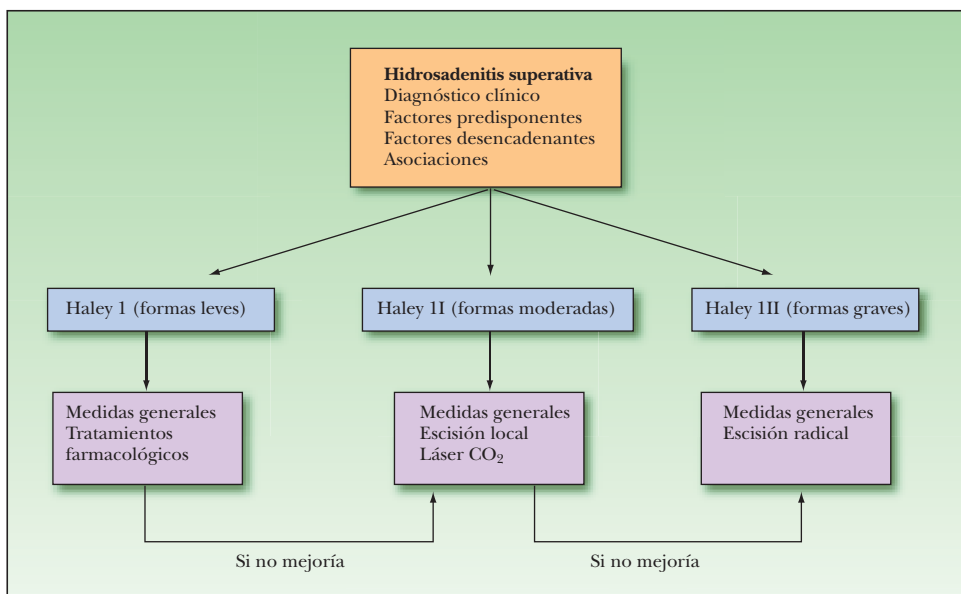 Hidrosadenitis superativa
Diagnóstico clínico
Factores predisponentes
Factores desencadenantes
Asociaciones
Haley 1 (formas leves)
Haley 1I (formas moderadas)
Haley 1II (formas graves)
Medidas generales
Tratamientos
farmacológicos
Medidas generales
Escisión local
Láser CO₂
Medidas generales
Escisión radical
Si no mejoría
Si no mejoría